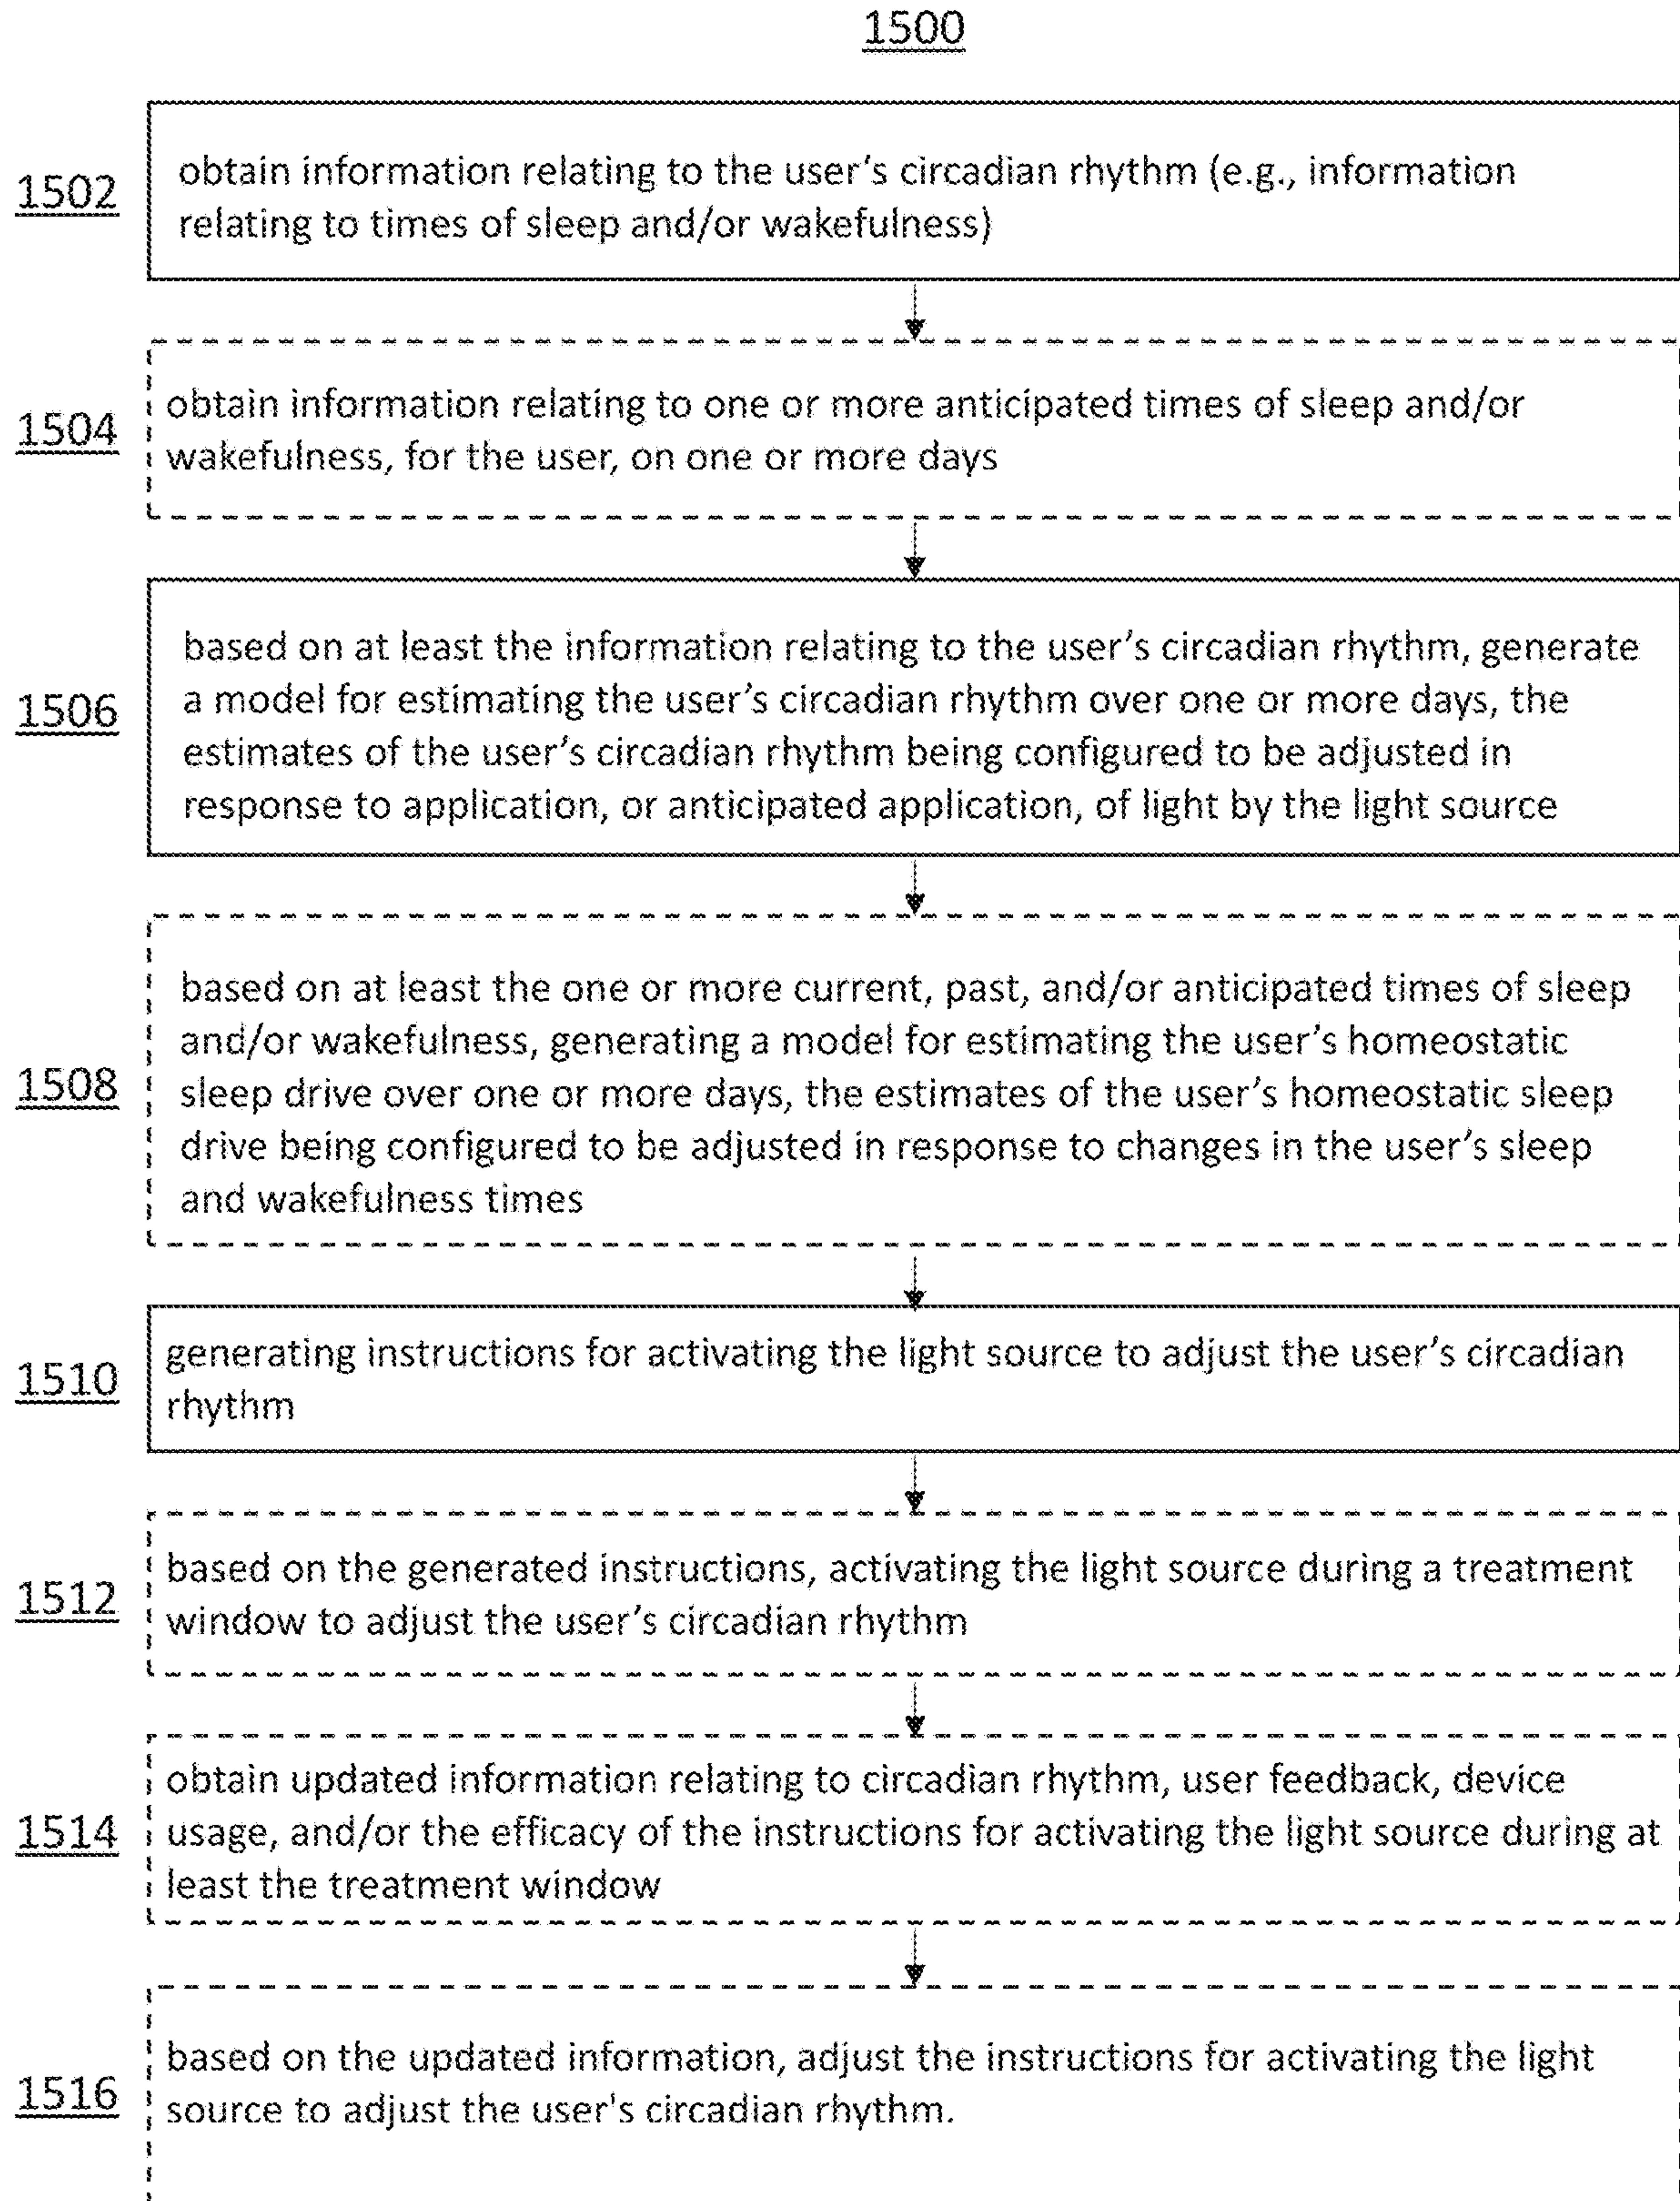 1500
1502
obtain information relating to the user's circadian rhythm (e.g., information
relating to times of sleep and/or wakefulness)
1504
obtain information relating to one or more anticipated times of sleep and/or
wakefulness, for the user, on one or more days
1506
based on at least the information relating to the user's circadian rhythm, generate
a model for estimating the user's circadian rhythm over one or more days, the
estimates of the user's circadian rhythm being configured to be adjusted in
response to application, or anticipated application, of light by the light source
1508
based on at least the one or more current, past, and/or anticipated times of sleep
and/or wakefulness, generating a model for estimating the user's homeostatic
sleep drive over one or more days, the estimates of the user's homeostatic sleep
drive being configured to be adjusted in response to changes in the user's sleep
and wakefulness times
1510
generating instructions for activating the light source to adjust the user's circadian
rhythm
1512
based on the generated instructions, activating the light source during a treatment
window to adjust the user's circadian rhythm
1514
obtain updated information relating to circadian rhythm, user feedback, device
usage, and/or the efficacy of the instructions for activating the light source during at
least the treatment window
1516
based on the updated information, adjust the instructions for activating the light
source to adjust the user's circadian rhythm.